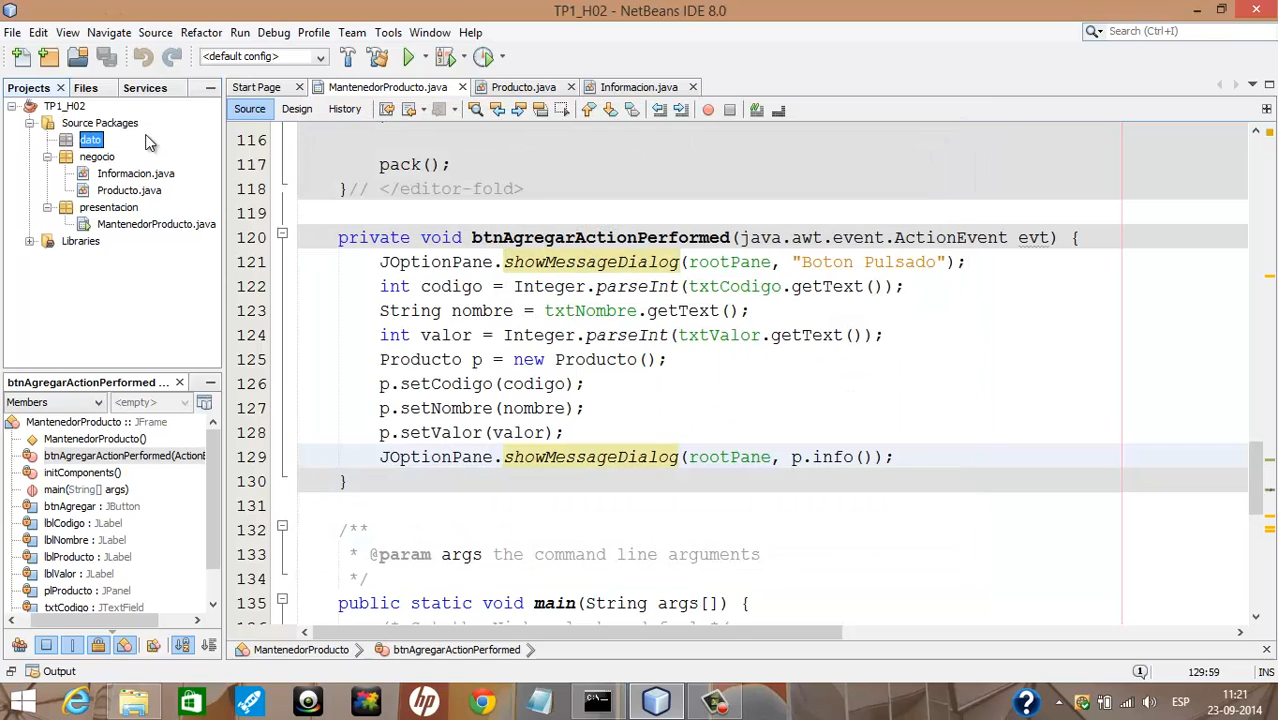 TP1_H02 - NetBeans IDE 8.0
File Edit View Navigate Source Refactor Run Debug Profile Team Tools Window Help
Search (Ctrl+I)
<default config>
Projects Files Services
Start Page MantenedorProducto.java Producto.java Informacion.java
Source Design History
TP1_H02
Source Packages
dato
negocio
Informacion.java
Producto.java
presentacion
MantenedorProducto.java
Libraries
116
117 pack();
118 }// </editor-fold>
119
120 private void btnAgregarActionPerformed(java.awt.event.ActionEvent evt) {
121 JOptionPane.showMessageDialog(rootPane, "Boton Pulsado");
122 int codigo = Integer.parseInt(txtCodigo.getText());
123 String nombre = txtNombre.getText();
124 int valor = Integer.parseInt(txtValor.getText());
125 Producto p = new Producto();
126 p.setCodigo(codigo);
127 p.setNombre(nombre);
128 p.setValor(valor);
129 JOptionPane.showMessageDialog(rootPane, p.info());
130 }
131
132 /**
133 * @param args the command line arguments
134 */
135 public static void main(String args[]) {
btnAgregarActionPerformed ...
Members <empty>
MantenedorProducto :: JFrame
MantenedorProducto()
btnAgregarActionPerformed(ActionE
initComponents()
main(String[] args)
btnAgregar : JButton
lblCodigo : JLabel
lblNombre : JLabel
lblProducto : JLabel
lblValor : JLabel
plProducto : JPanel
txtCodigo : JTextField
MantenedorProducto btnAgregarActionPerformed
Output
1
129:59 INS
ESP
11:21
23-09-2014